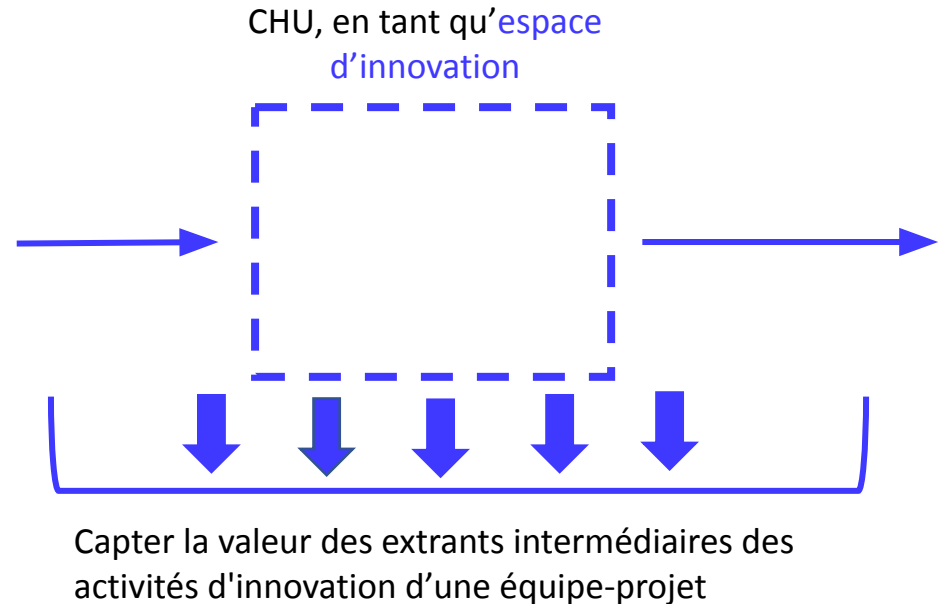 CHU, en tant qu’espace
d’innovation
Capter la valeur des extrants intermédiaires des
activités d'innovation d’une équipe-projet